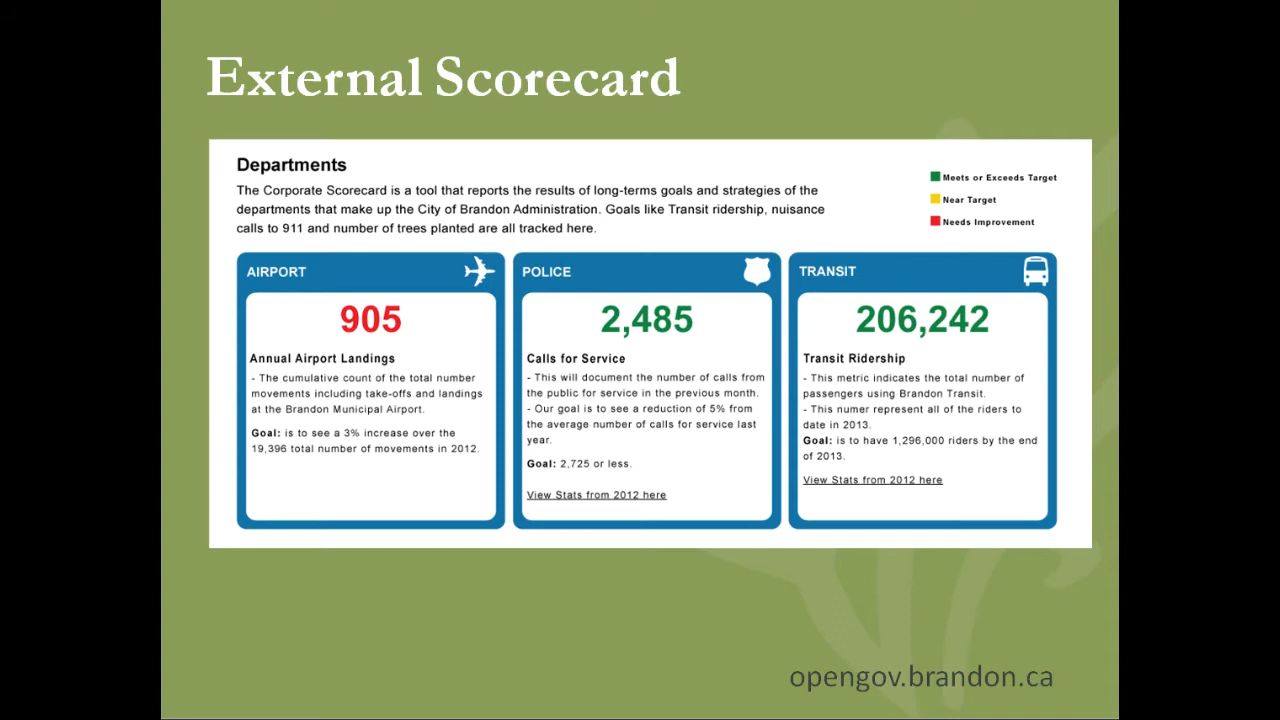 External Scorecard
Departments
The Corporate Scorecard is a tool that reports the results of long-terms goals and strategies of the
departments that make up the City of Brandon Administration. Goals like Transit ridership, nuisance
calls to 911 and number of trees planted are all tracked here.
Meets or Exceeds Target
Near Target
Needs Improvement
AIRPORT
905
Annual Airport Landings
- The cumulative count of the total number
movements including take-offs and landings
at the Brandon Municipal Airport.
Goal: is to see a 3% increase over the
19,396 total number of movements in 2012.
POLICE
2,485
Calls for Service
- This will document the number of calls from
the public for service in the previous month.
- Our goal is to see a reduction of 5% from
the average number of calls for service last
year.
Goal: 2,725 or less.
View Stats from 2012 here
TRANSIT
206,242
Transit Ridership
- This metric indicates the total number of
passengers using Brandon Transit.
- This numer represent all of the riders to
date in 2013.
Goal: is to have 1,296,000 riders by the end
of 2013.
View Stats from 2012 here
opengov.brandon.ca